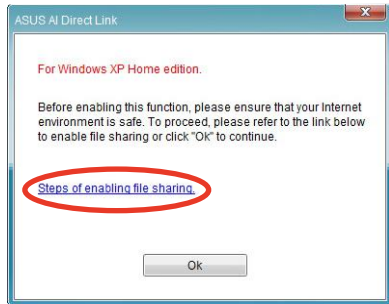 ASUS AI Direct Link
For Windows XP Home edition.
Before enabling this function, please ensure that your Internet
environment is safe. To proceed, please refer to the link below
to enable file sharing or click "Ok" to continue.
Steps of enabling file sharing.
Ok